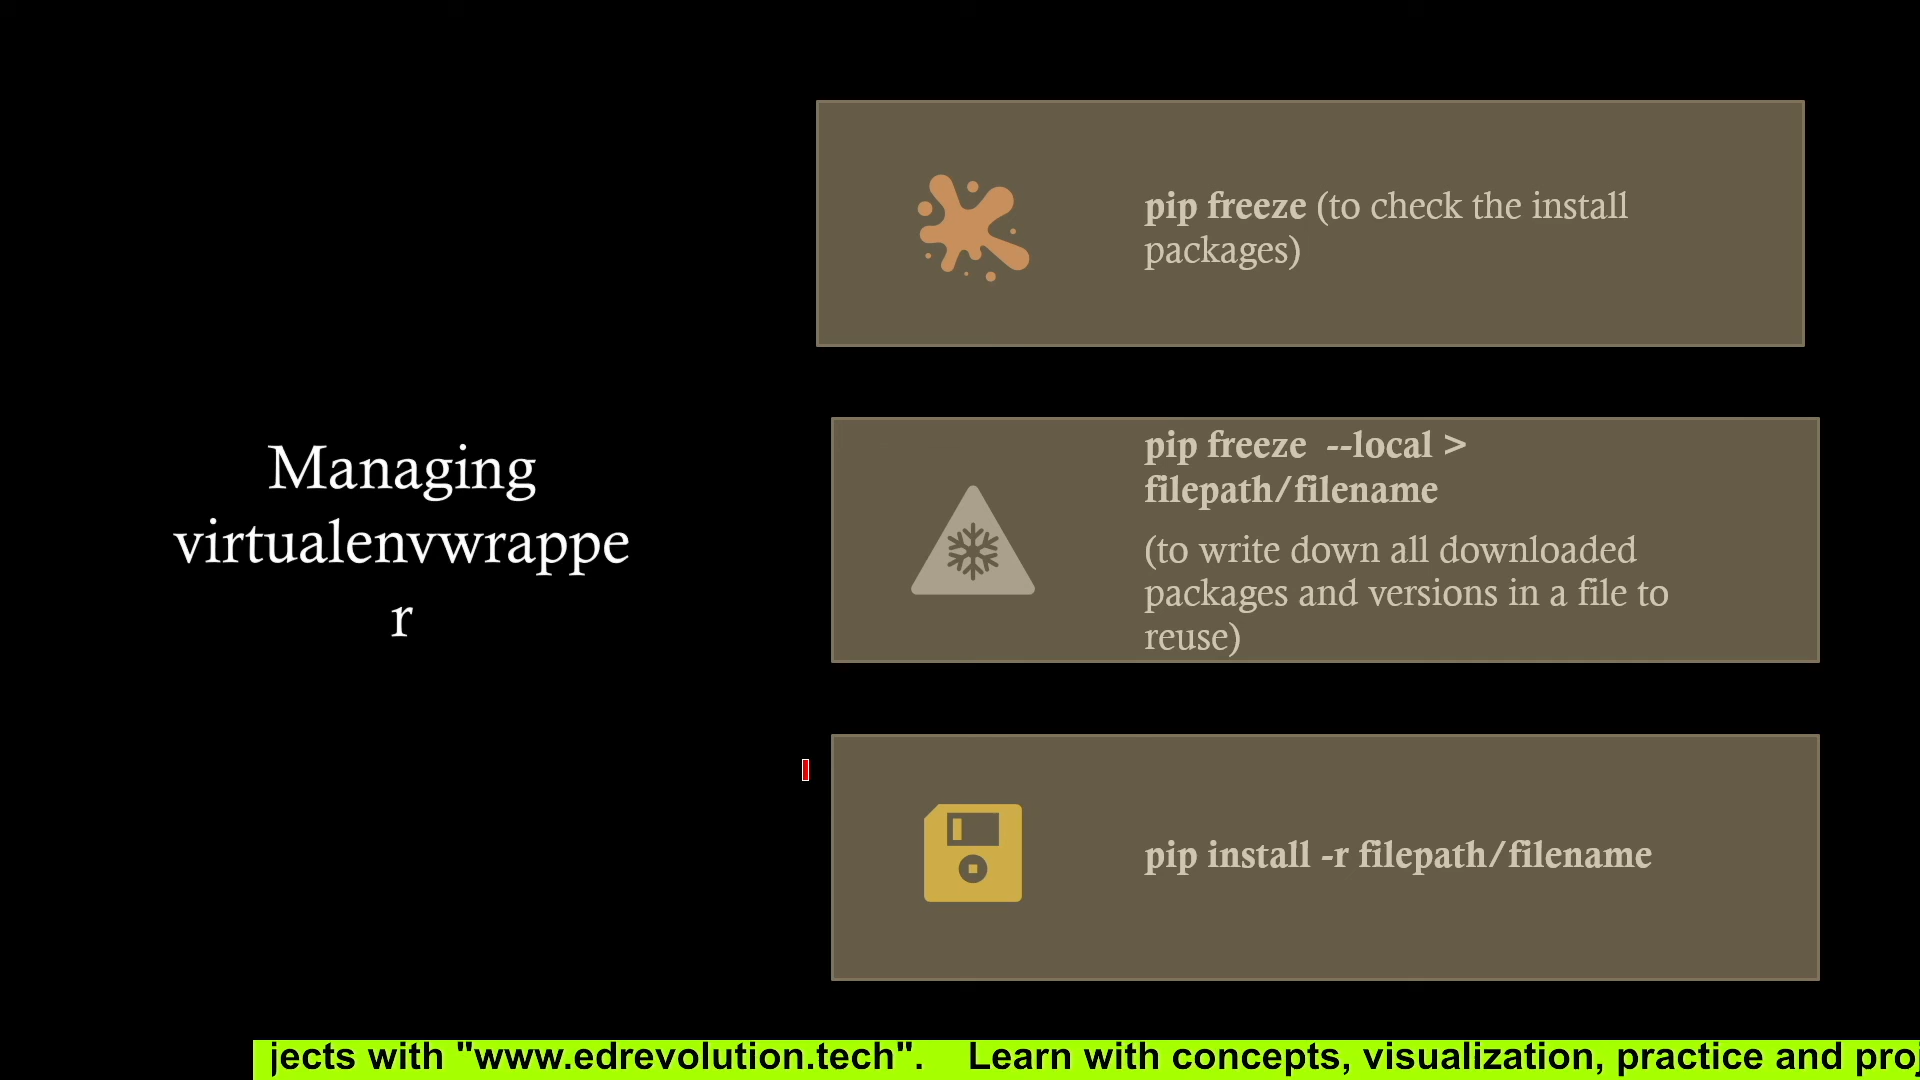 Managing
virtualenvwrappe
r
pip freeze (to check the install
packages)
pip freeze  --local >
filepath/filename
(to write down all downloaded
packages and versions in a file to
reuse)
pip install -r filepath/filename
jects with "www.edrevolution.tech".    Learn with concepts, visualization, practice and proj